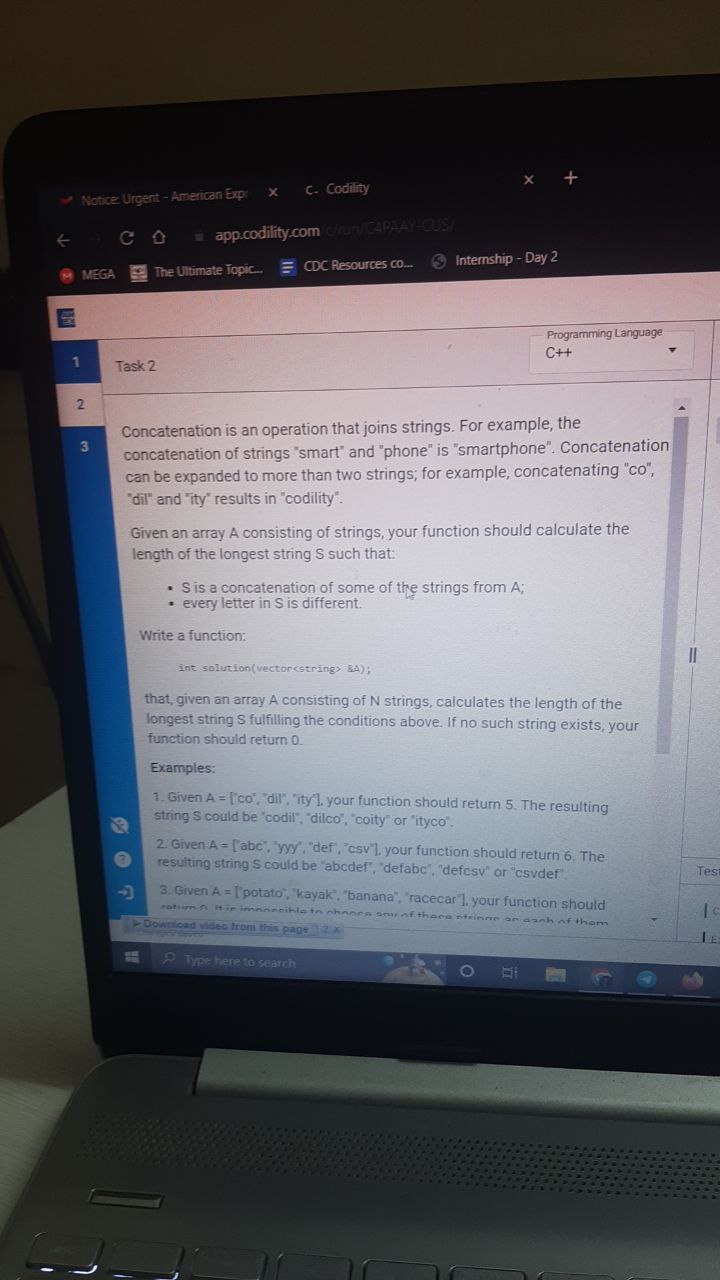 Notice: Urgent - American Exp
C- Codility
app.codility.com/c/run/C4PAAY-CUS/
MEGA The Ultimate Topic... CDC Resources co... Internship - Day 2
Programming Language
C++
1 Task 2
2
3
Concatenation is an operation that joins strings. For example, the
concatenation of strings "smart" and "phone" is "smartphone". Concatenation
can be expanded to more than two strings; for example, concatenating "co",
"dil" and "ity" results in "codility".
Given an array A consisting of strings, your function should calculate the
length of the longest string S such that:
• S is a concatenation of some of the strings from A;
• every letter in S is different.
Write a function:
int solution(vector<string> &A);
that, given an array A consisting of N strings, calculates the length of the
longest string S fulfilling the conditions above. If no such string exists, your
function should return 0.
Examples:
1. Given A = ["co", "dil", "ity"], your function should return 5. The resulting
string S could be "codil", "dilco", "coity" or "ityco".
2. Given A = ["abc", "yyy", "def", "csv"], your function should return 6. The
resulting string S could be "abcdef", "defabc", "defcsv" or "csvdef".
3. Given A = ["potato", "kayak", "banana", "racecar"], your function should
return 0. It is impossible to choose any of these strings as each of them
Download video from this page
Test
Type here to search